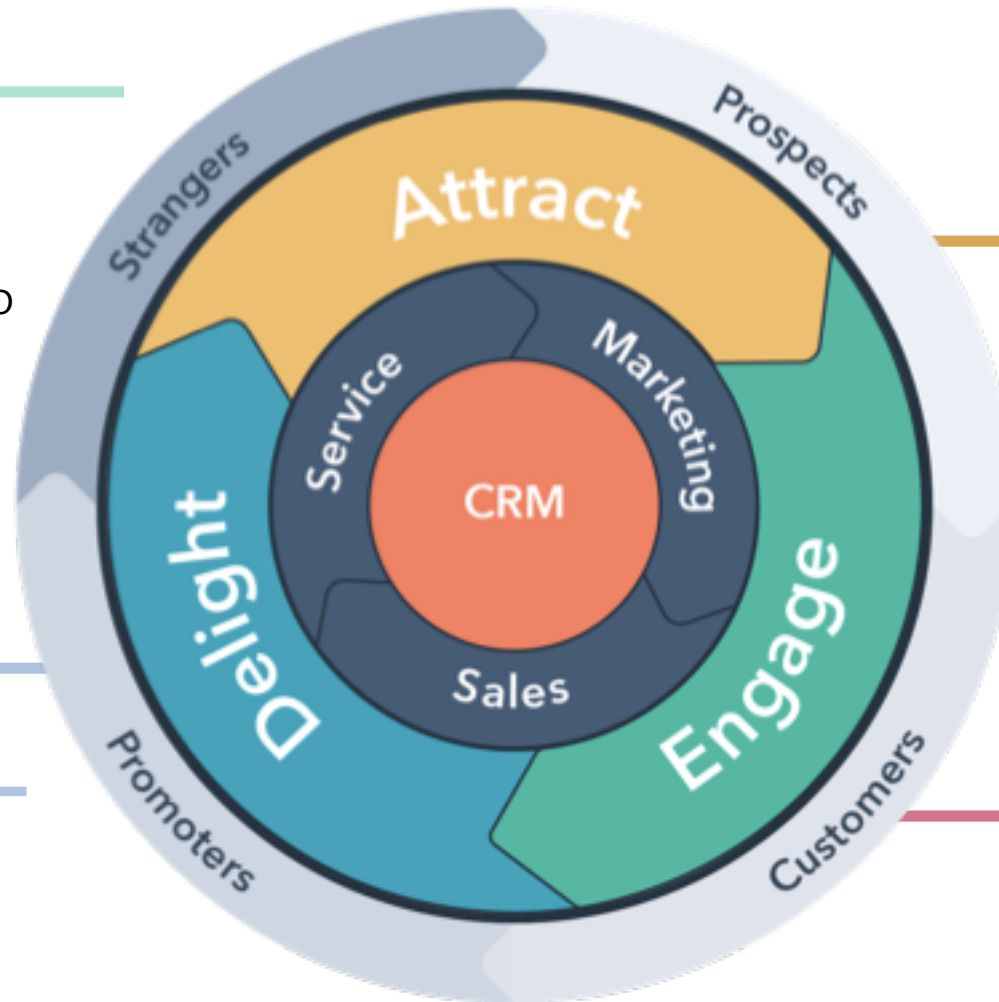 Strangers
Prospects
Attract
Service
Marketing
CRM
Delight
Engage
Sales
Promoters
Customers